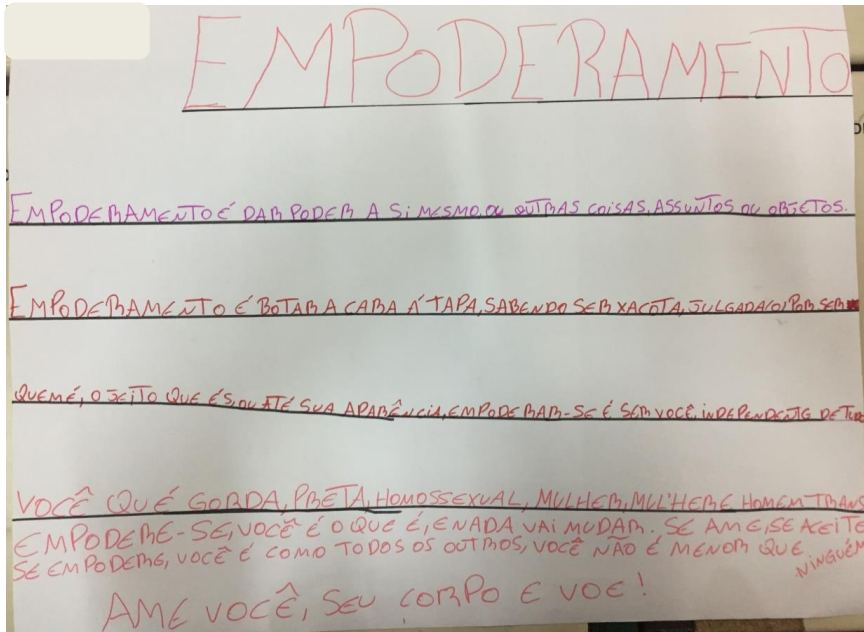 EMPODERAMENTO
EMPODERAMENTO É DAR PODER A SI MESMO, OU OUTRAS COISAS, ASSUNTOS OU OBJETOS.
EMPODERAMENTO É BOTAR A CARA Á TAPA, SABENDO SER XACOTA, JULGADA(O) POR SER
QUEM É, O JEITO QUE ÉS, OU ATÉ SUA APARÊNCIA, EMPODERAR-SE É SER VOCÊ, INDEPENDENTE DE TUDO
VOCÊ QUÉ GORDA, PRETA, HOMOSSEXUAL, MULHER, MULHER E HOMEM TRANS
EMPODERE-SE, VOCÊ É O QUE É, E NADA VAI MUDAR. SE AME, SE ACEITE
SE EMPODERE, VOCÊ É COMO TODOS OS OUTROS, VOCÊ NÃO É MENOR QUE
NINGUÉM
AME VOCÊ, SEU CORPO E VOE!